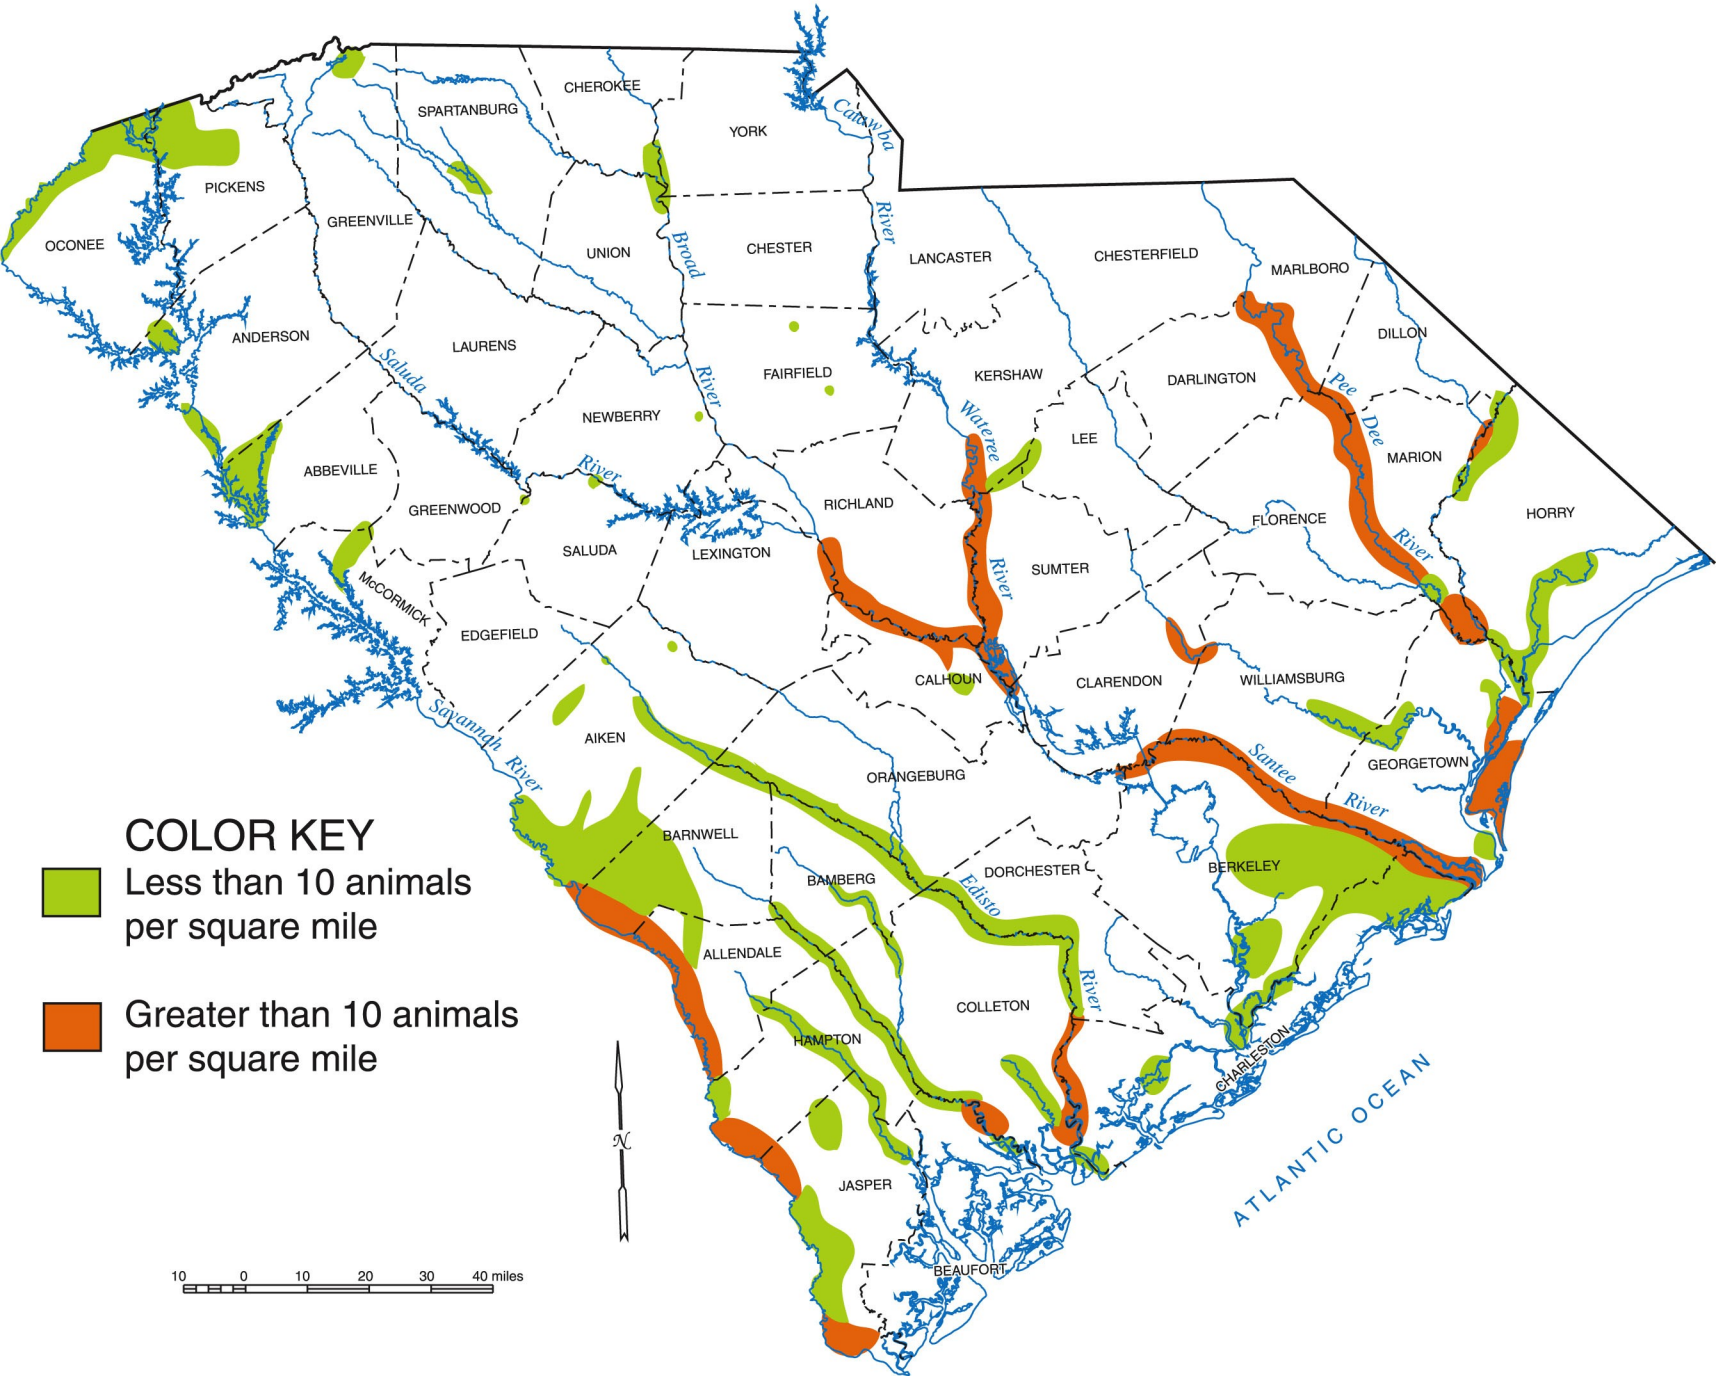 CHEROKEE
SPARTANBURG
YORK
Catawba
PICKENS
GREENVILLE
OCONEE
UNION
Broad
CHESTER
River
LANCASTER
CHESTERFIELD
MARLBORO
ANDERSON
LAURENS
Saluda
DILLON
FAIRFIELD
River
KERSHAW
DARLINGTON
Pee
Dee
NEWBERRY
Wateree
LEE
MARION
ABBEVILLE
River
GREENWOOD
RICHLAND
HORRY
FLORENCE
SALUDA
LEXINGTON
River
SUMTER
River
McCORMICK
EDGEFIELD
CALHOUN
CLARENDON
WILLIAMSBURG
Savannah
River
AIKEN
ORANGEBURG
Santee
River
GEORGETOWN
BARNWELL
BAMBERG
DORCHESTER
BERKELEY
Edisto
River
ALLENDALE
COLLETON
HAMPTON
CHARLESTON
JASPER
BEAUFORT
ATLANTIC OCEAN
COLOR KEY
Less than 10 animals
per square mile
Greater than 10 animals
per square mile
N
10 0 10 20 30 40 miles